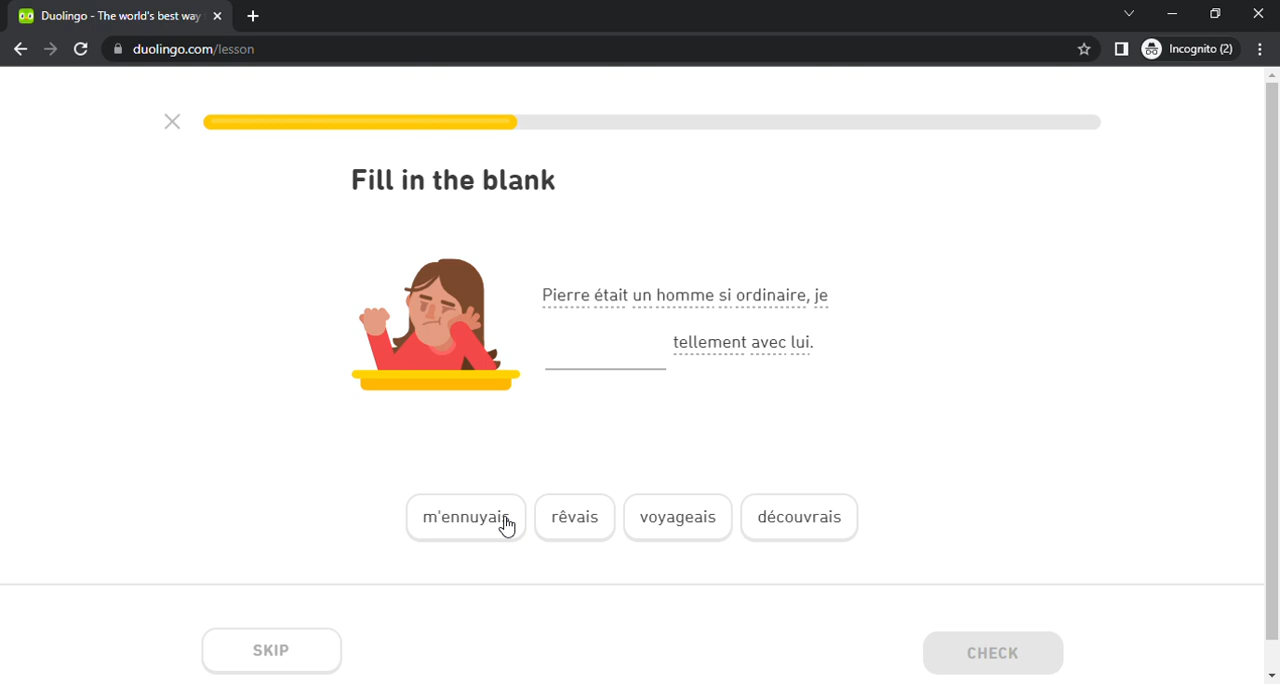 Duolingo - The world's best way
duolingo.com/lesson
Incognito (2)
Fill in the blank
Pierre était un homme si ordinaire, je
tellement avec lui.
m'ennuyais rêvais voyageais découvrais
SKIP CHECK